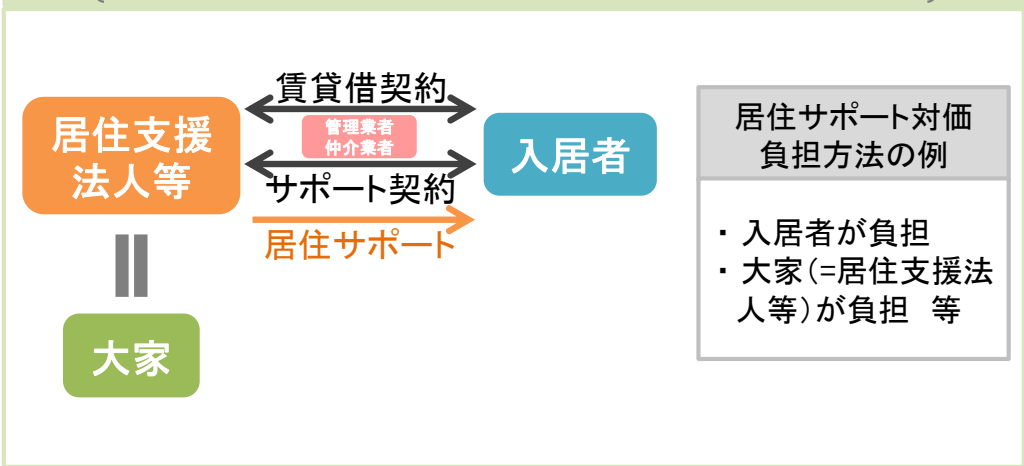 賃貸借契約
管理業者
仲介業者
居住支援
法人等
入居者
サポート契約
居住サポート
大家
居住サポート対価
負担方法の例
・ 入居者が負担
・ 大家(=居住支援法
人等)が負担 等